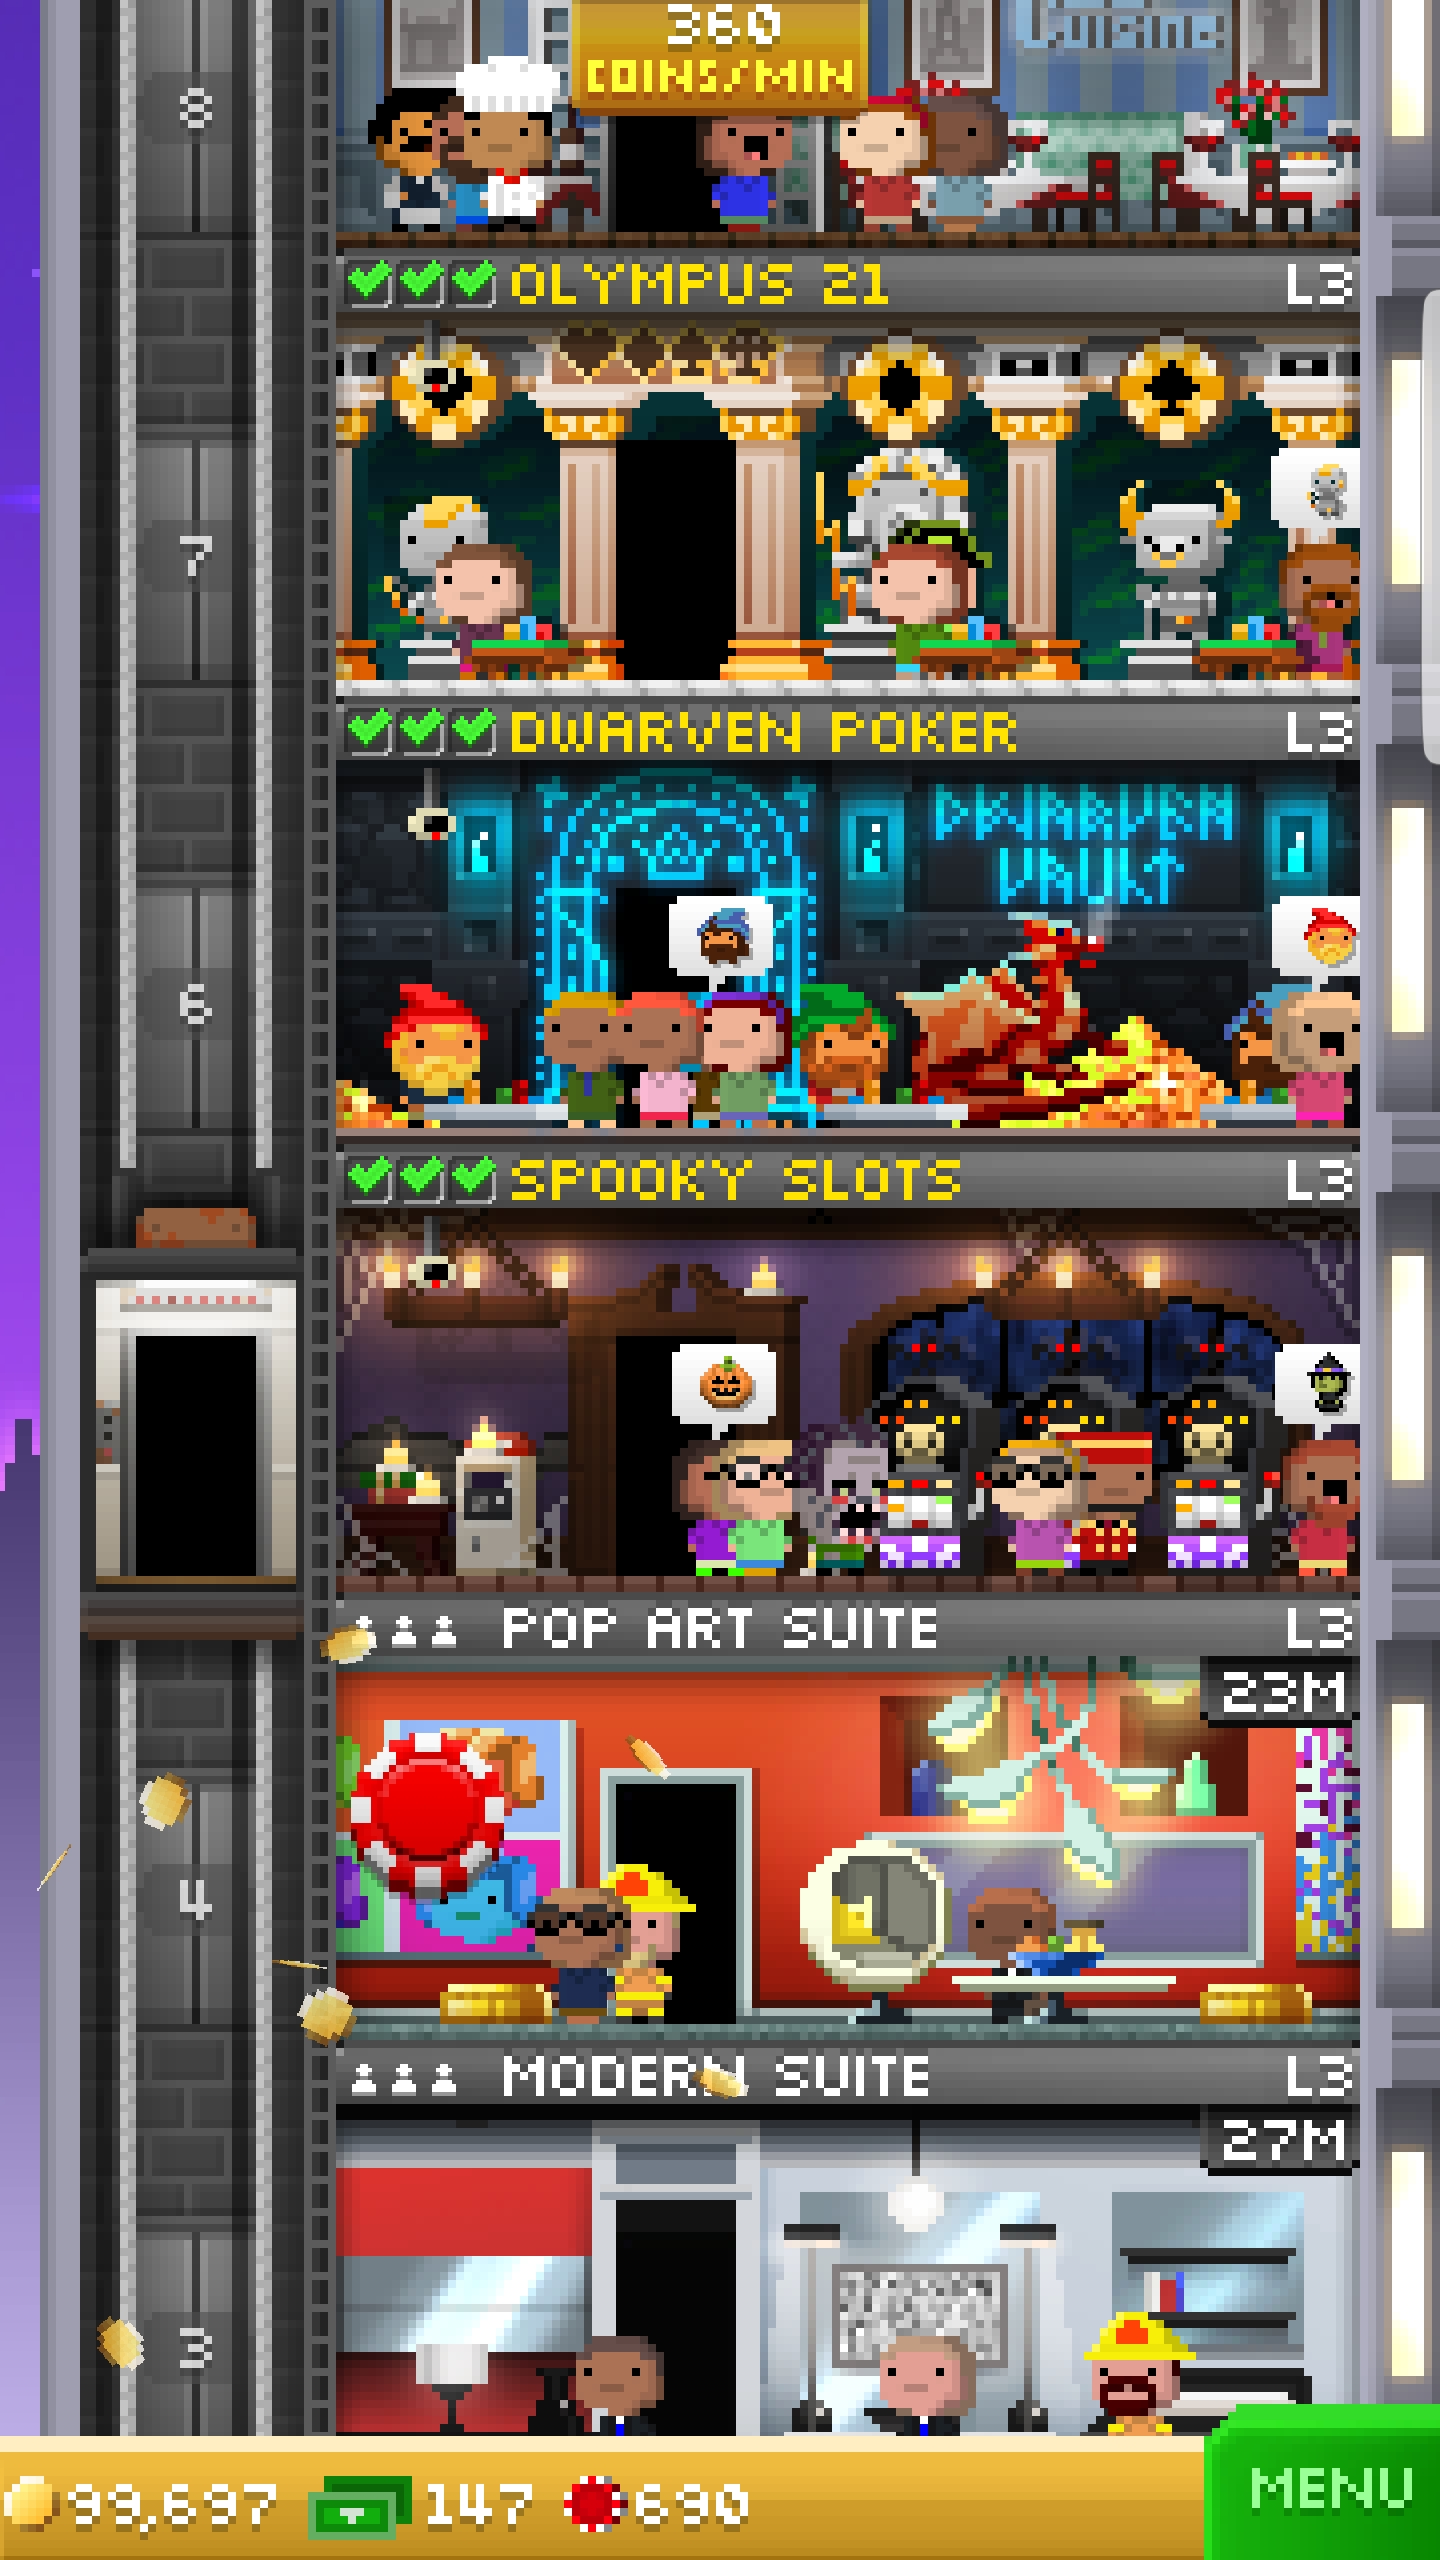 Cuisine
360
COINS/MIN
8
OLYMPUS 21 L3
7
DWARVEN POKER L3
DWARVEN
VAULT
6
SPOOKY SLOTS L3
POP ART SUITE L3
23M
4
MODERN SUITE L3
27M
3
99,697 147 690
MENU